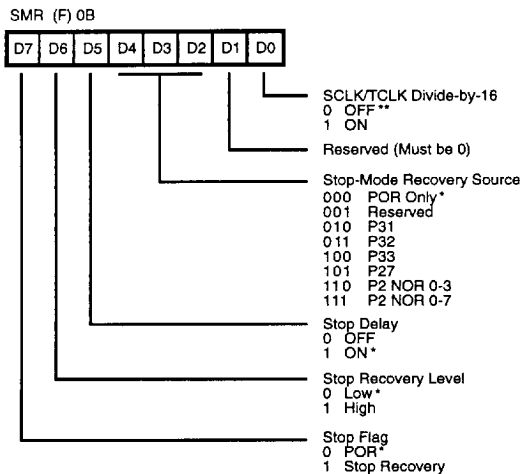 SMR (F) 0B
D7 D6 D5 D4 D3 D2 D1 D0
SCLK/TCLK Divide-by-16
0 OFF**
1 ON
Reserved (Must be 0)
Stop-Mode Recovery Source
000 POR Only*
001 Reserved
010 P31
011 P32
100 P33
101 P27
110 P2 NOR 0-3
111 P2 NOR 0-7
Stop Delay
0 OFF
1 ON*
Stop Recovery Level
0 Low*
1 High
Stop Flag
0 POR*
1 Stop Recovery